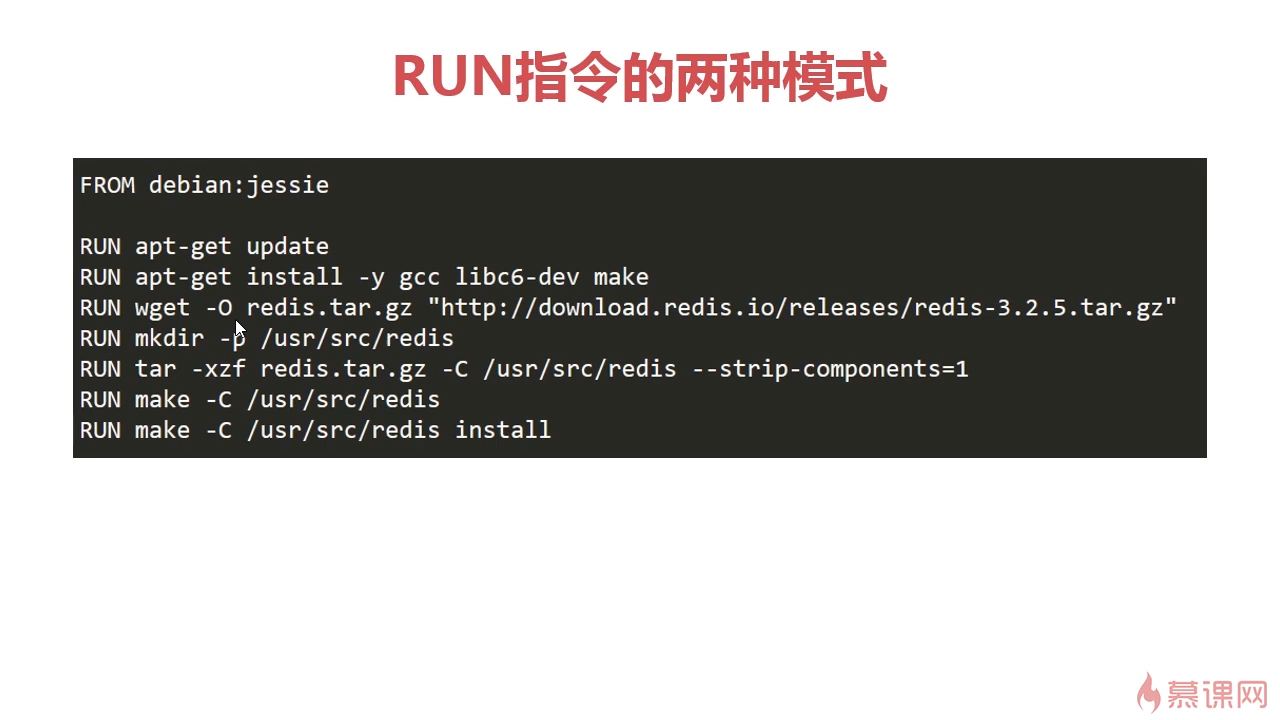 RUN指令的两种模式
FROM debian:jessie
RUN apt-get update
RUN apt-get install -y gcc libc6-dev make
RUN wget -O redis.tar.gz "http://download.redis.io/releases/redis-3.2.5.tar.gz"
RUN mkdir -p /usr/src/redis
RUN tar -xzf redis.tar.gz -C /usr/src/redis --strip-components=1
RUN make -C /usr/src/redis
RUN make -C /usr/src/redis install
慕课网